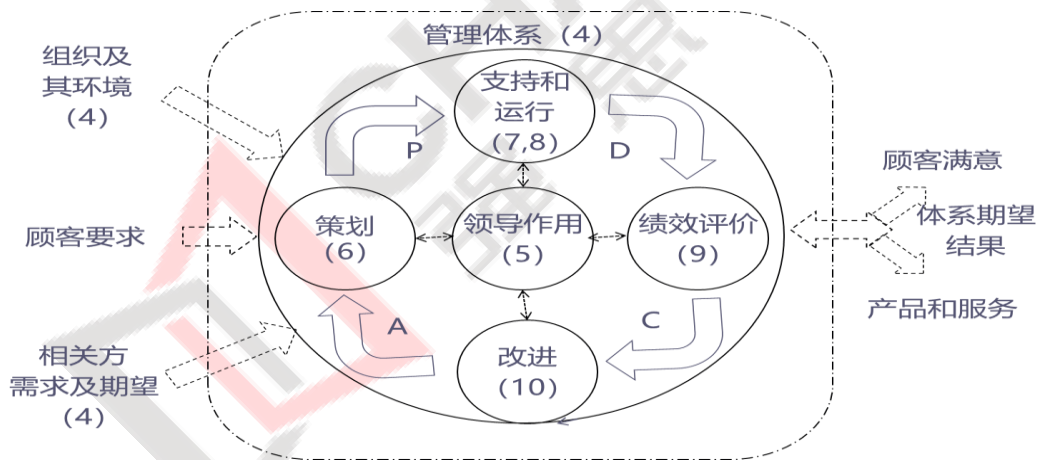 管理体系（4）
组织及
其环境
(4)
支持和
运行
(7,8)
P
D
顾客满意
顾客要求
策划
(6)
领导作用
(5)
绩效评价
(9)
体系期望
结果
产品和服务
A
C
相关方
需求及期望
(4)
改进
(10)